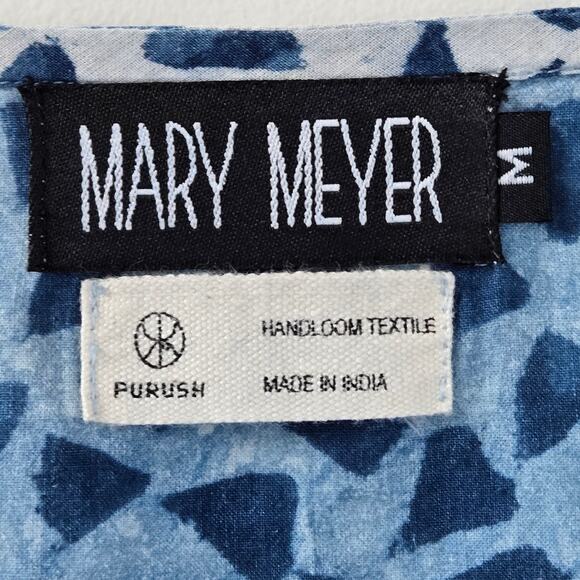 MARY MEYER
M
PURUSH
HANDLOOM TEXTILE
MADE IN INDIA